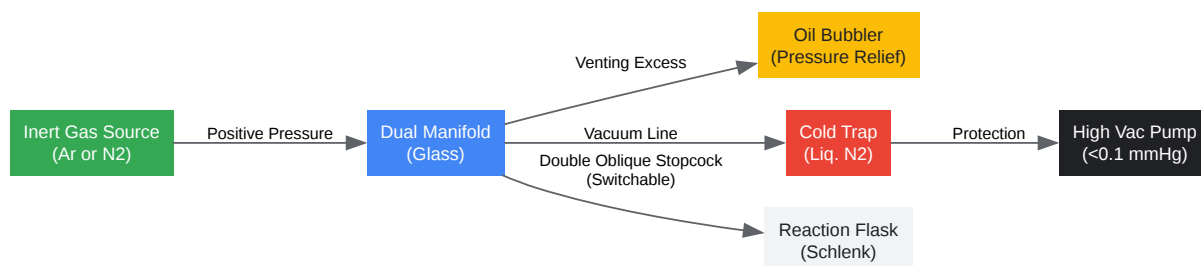 Inert Gas Source
(Ar or N2)
Positive Pressure
Dual Manifold
(Glass)
Venting Excess
Oil Bubbler
(Pressure Relief)
Vacuum Line
Cold Trap
(Liq. N2)
Protection
High Vac Pump
(<0.1 mmHg)
Double Oblique Stopcock
(Switchable)
Reaction Flask
(Schlenk)